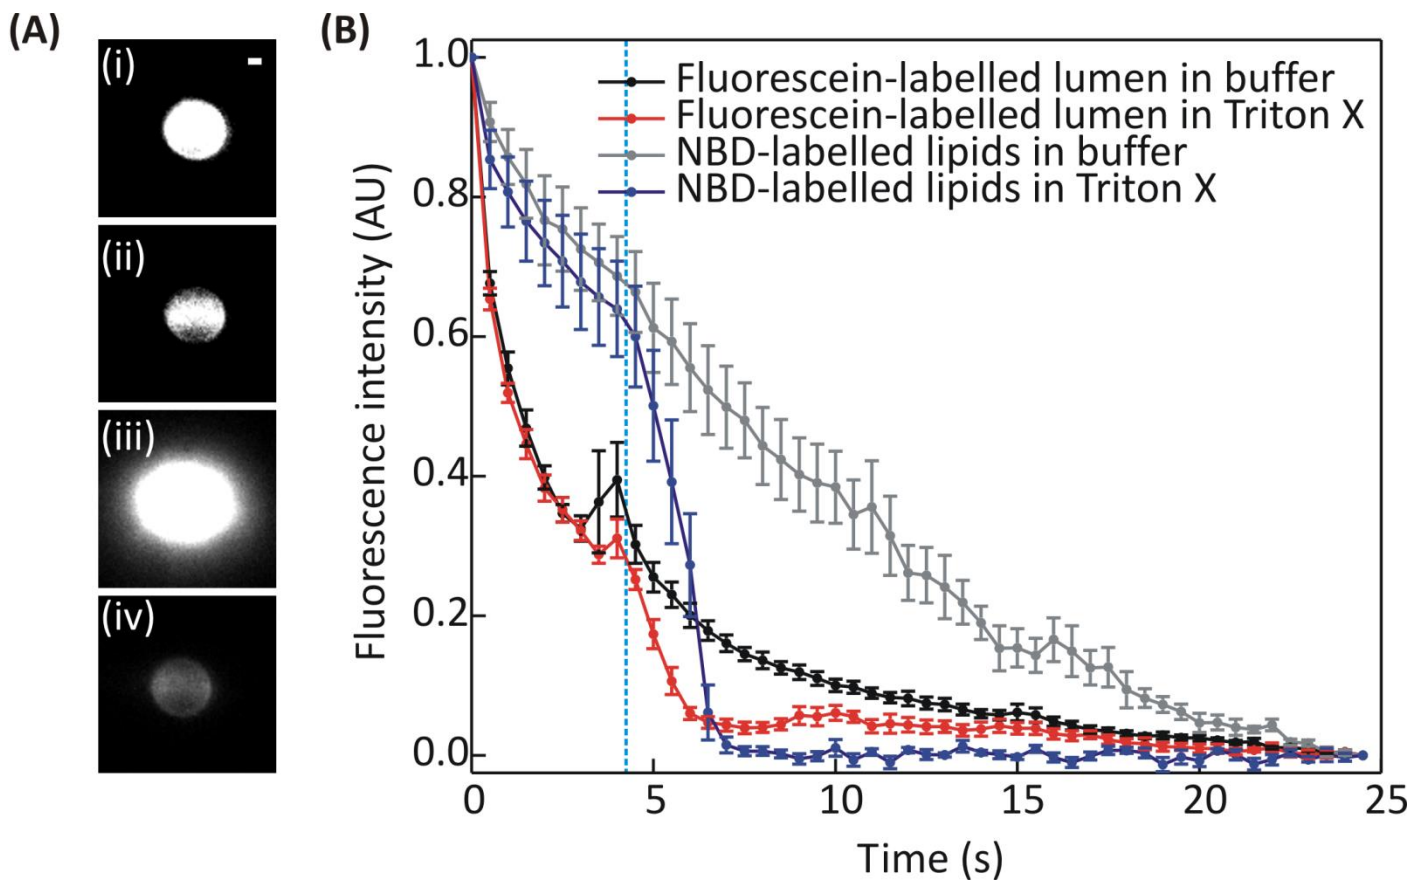 (A)
(i)
(ii)
(iii)
(iv)
(B)
Fluorescence intensity (AU)
1.0
0.8
0.6
0.4
0.2
0.0
Fluorescein-labelled lumen in buffer
Fluorescein-labelled lumen in Triton X
NBD-labelled lipids in buffer
NBD-labelled lipids in Triton X
0 5 10 15 20 25
Time (s)